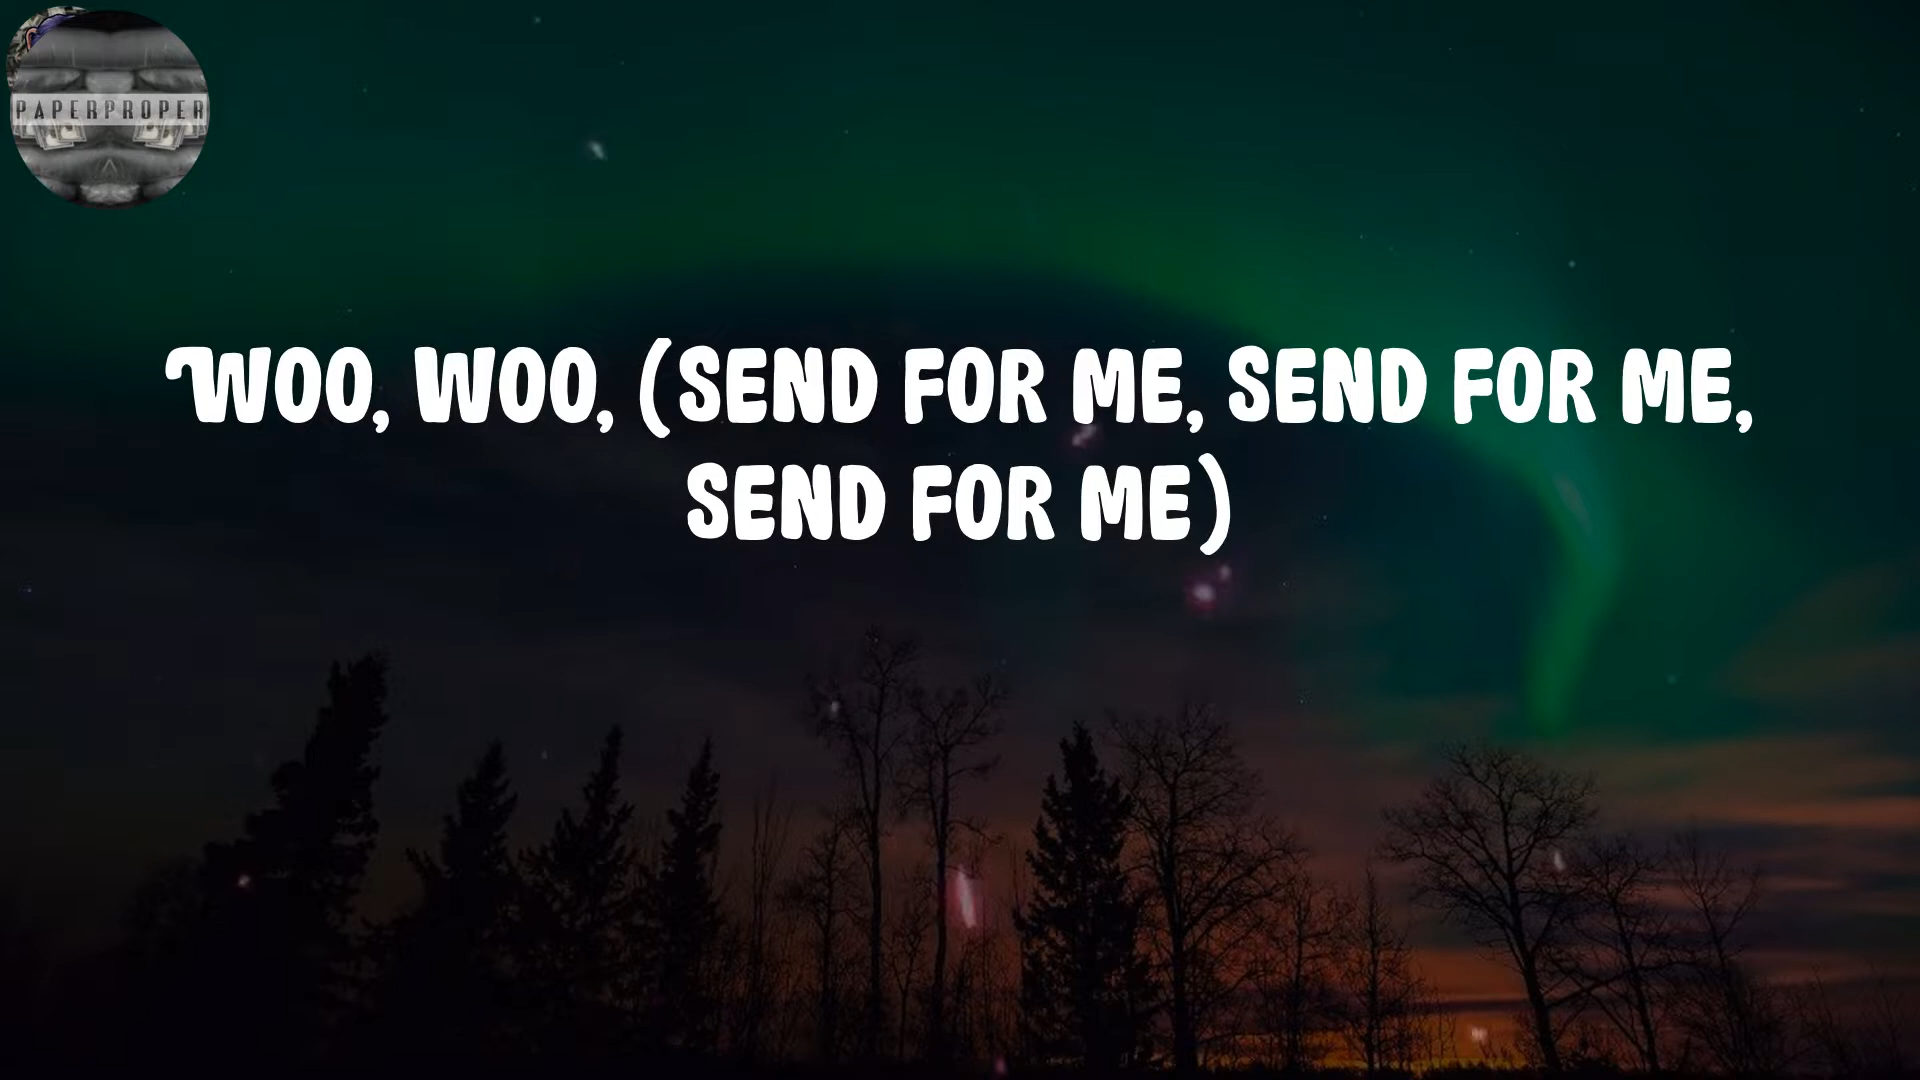 PAPERPROPER
WOO, WOO, (SEND FOR ME, SEND FOR ME,
SEND FOR ME)